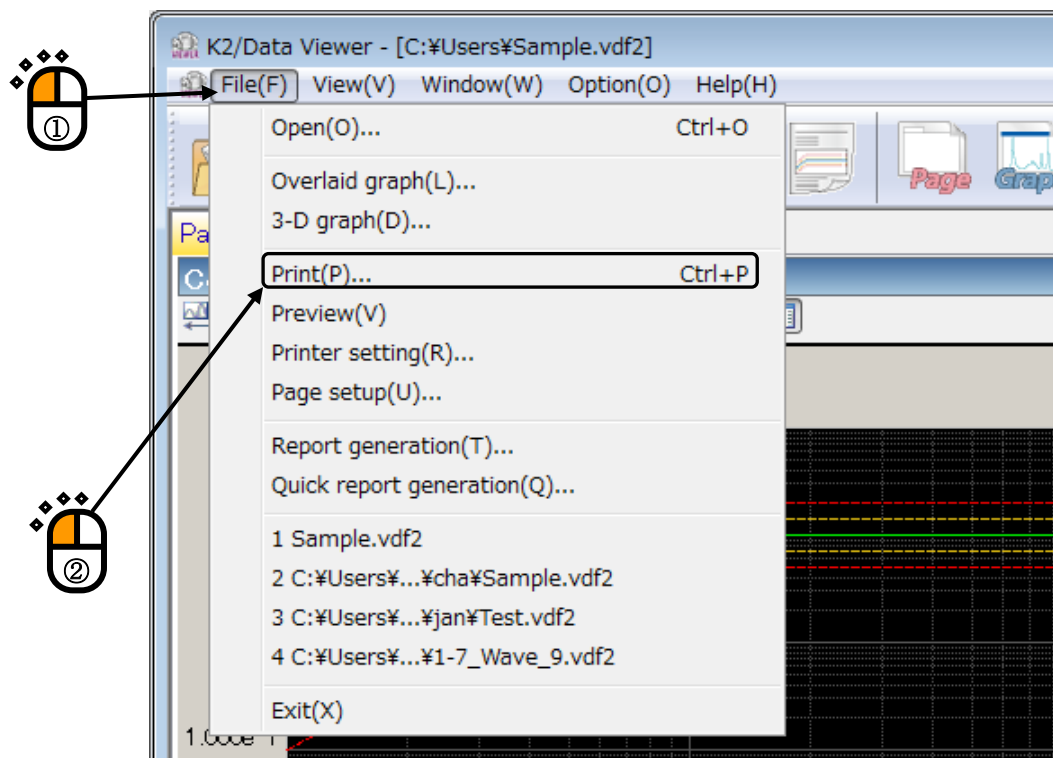 K2/Data Viewer - [C:¥Users¥Sample.vdf2]
File(F) View(V) Window(W) Option(O) Help(H)
①
Open(O)... Ctrl+O
Overlaid graph(L)...
3-D graph(D)...
Print(P)... Ctrl+P
Preview(V)
Printer setting(R)...
Page setup(U)...
Report generation(T)...
Quick report generation(Q)...
②
1 Sample.vdf2
2 C:¥Users¥...¥cha¥Sample.vdf2
3 C:¥Users¥...¥jan¥Test.vdf2
4 C:¥Users¥...¥1-7_Wave_9.vdf2
Exit(X)
Page